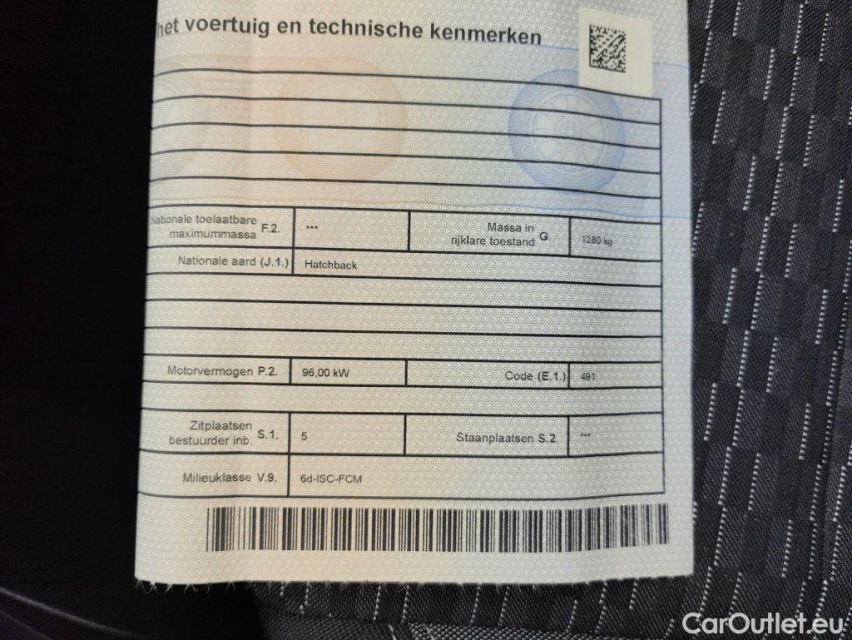 het voertuig en technische kenmerken
Nationale toelaatbare maximummassa F.2. *** Massa in rijklare toestand G. 1280 kg
Nationale aard (J.1.) Hatchback
Motorvermogen P.2. 96,00 kW Code (E.1.) 491
Zitplaatsen bestuurder inb. S.1. 5 Staanplaatsen S.2. ***
Milieuklasse V.9. 6d-ISC-FCM
CarOutlet.eu